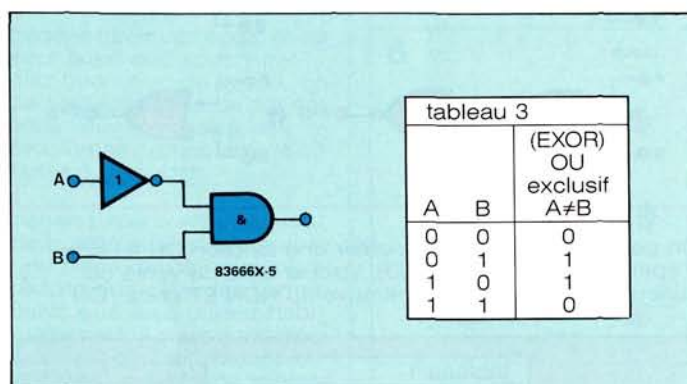 A
1
&
B
83666X-5
tableau 3
(EXOR)
OU
exclusif
A B A≠B
0 0 0
0 1 1
1 0 1
1 1 0